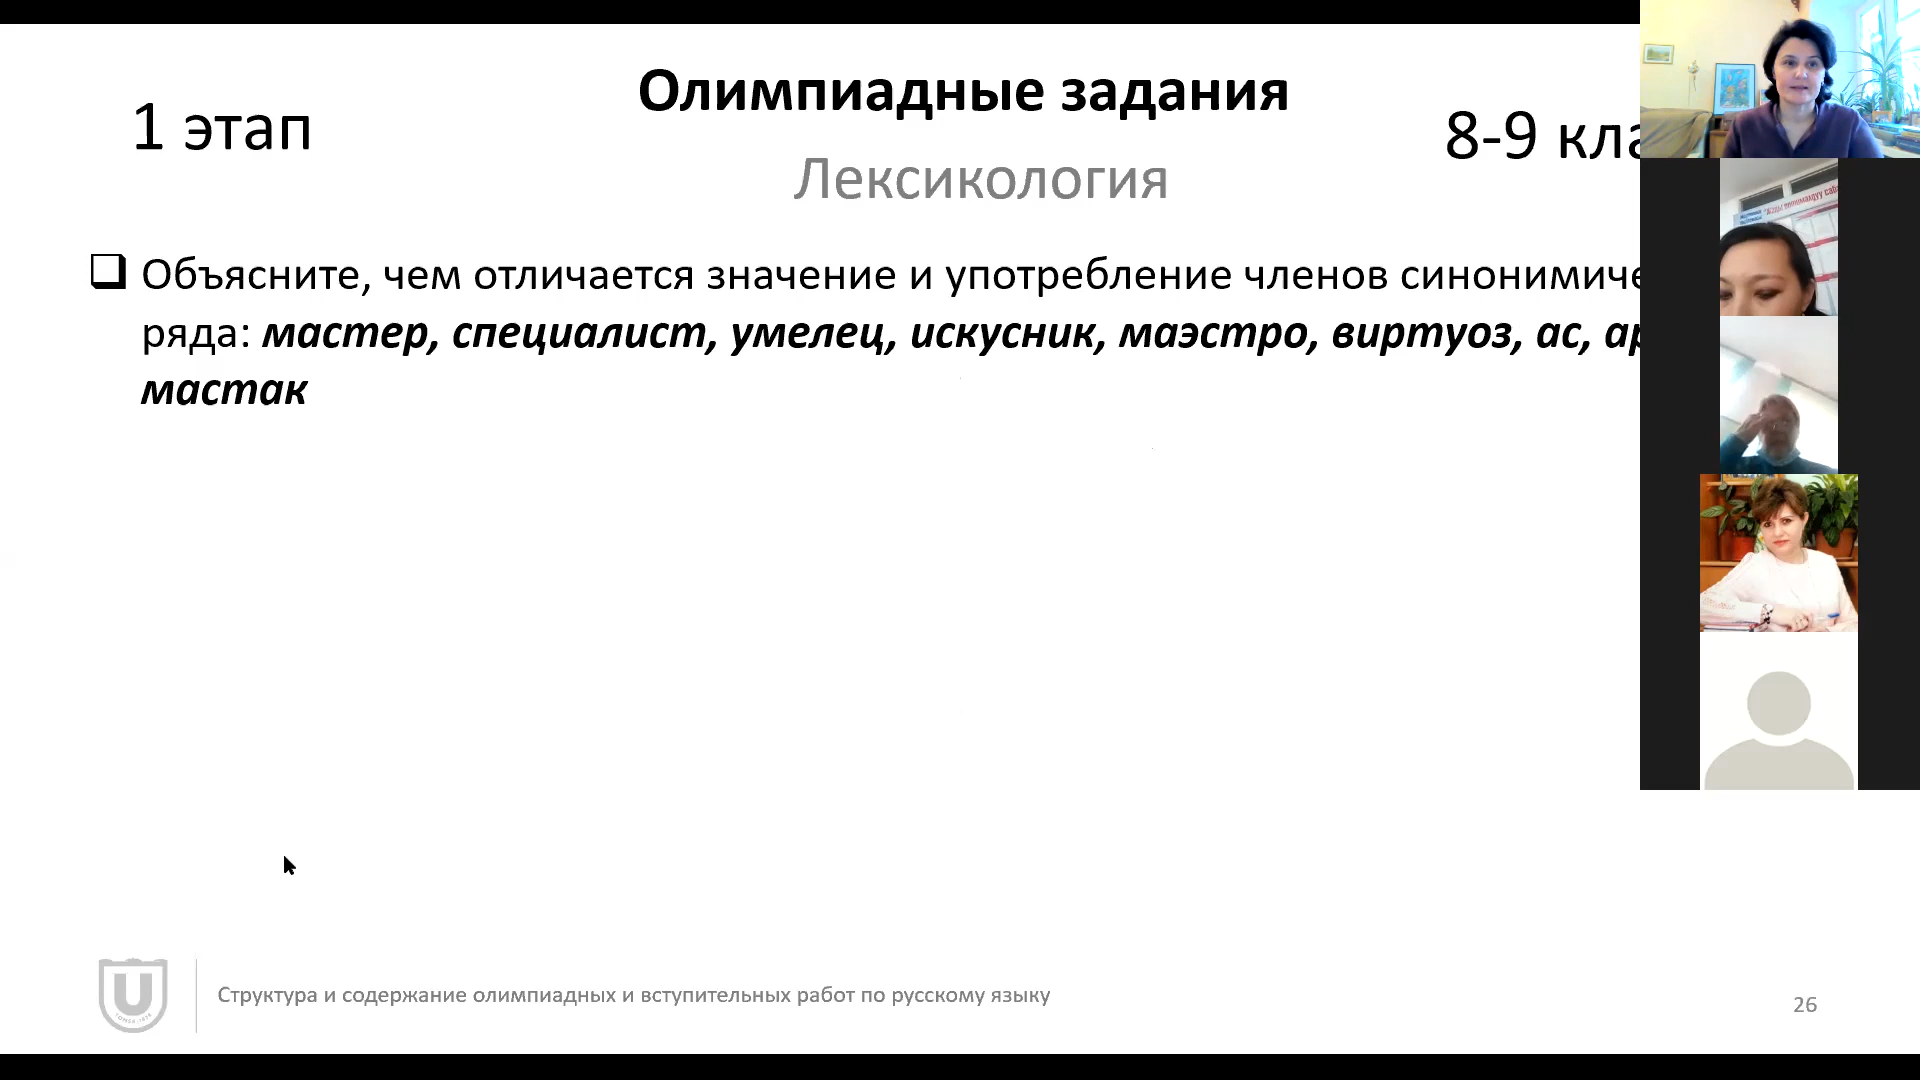 Олимпиадные задания
1 этап
8-9 кла
Лексикология
Объясните, чем отличается значение и употребление членов синонимиче
ряда: мастер, специалист, умелец, искусник, маэстро, виртуоз, ас, ар
мастак
Структура и содержание олимпиадных и вступительных работ по русскому языку
26